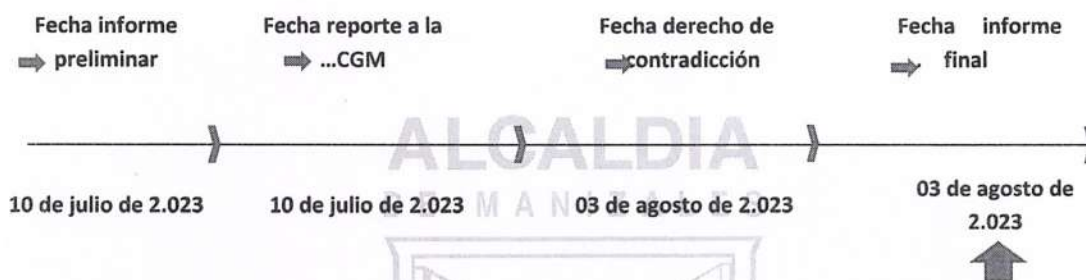 Fecha informe
preliminar
Fecha reporte a la
...CGM
Fecha derecho de
contradicción
Fecha informe
final
ALCALDIA
DE MANIZALES
10 de julio de 2.023
10 de julio de 2.023
03 de agosto de 2.023
03 de agosto de
2.023